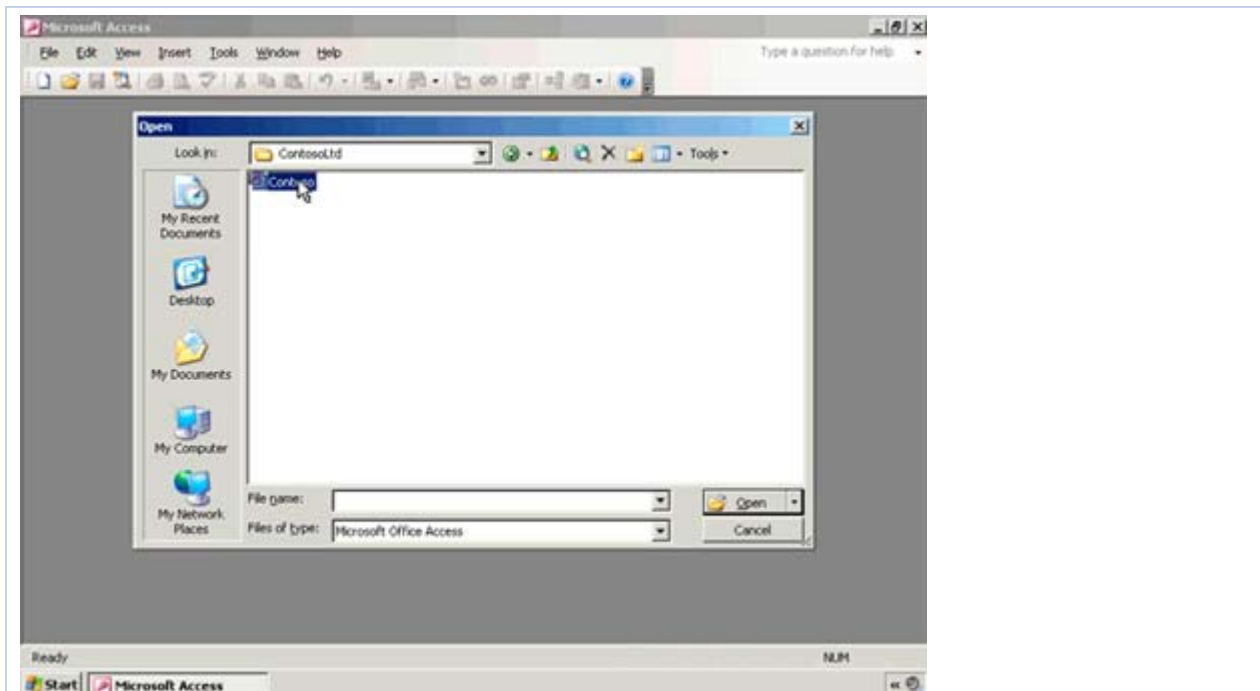 Microsoft Access
File Edit View Insert Tools Window Help Type a question for help
Open
Look in: ContosoLtd Tools
Contoso
My Recent
Documents
Desktop
My Documents
My Computer
My Network
Places
File name: Open
Files of type: Microsoft Office Access Cancel
Ready NUM
Start Microsoft Access